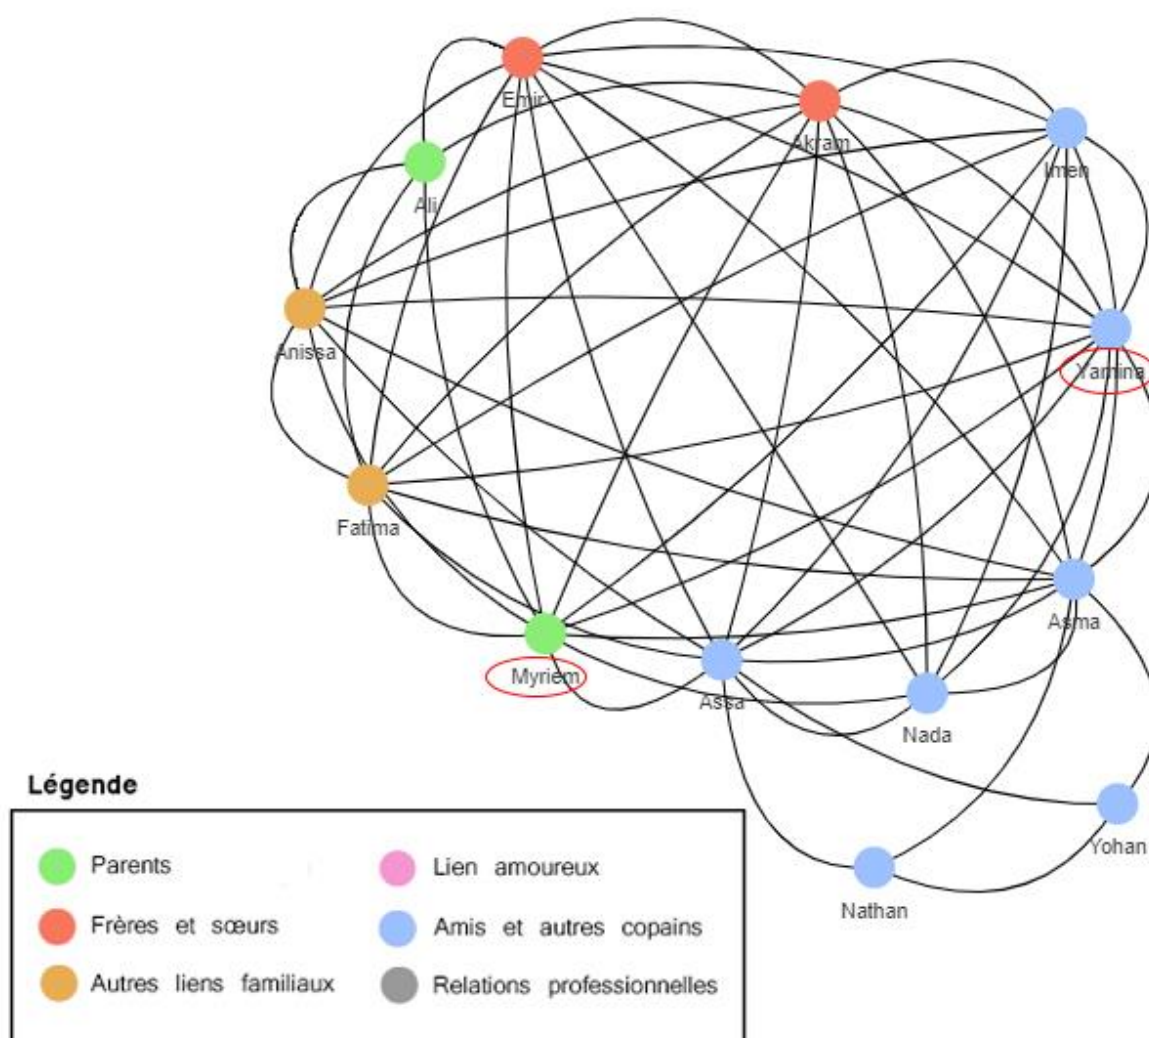 Emir
Akram
Imen
Ali
Anissa
Yamina
Fatima
Asma
Myriem
Assa
Nada
Yohan
Nathan
Légende
Parents
Lien amoureux
Frères et sœurs
Amis et autres copains
Autres liens familiaux
Relations professionnelles